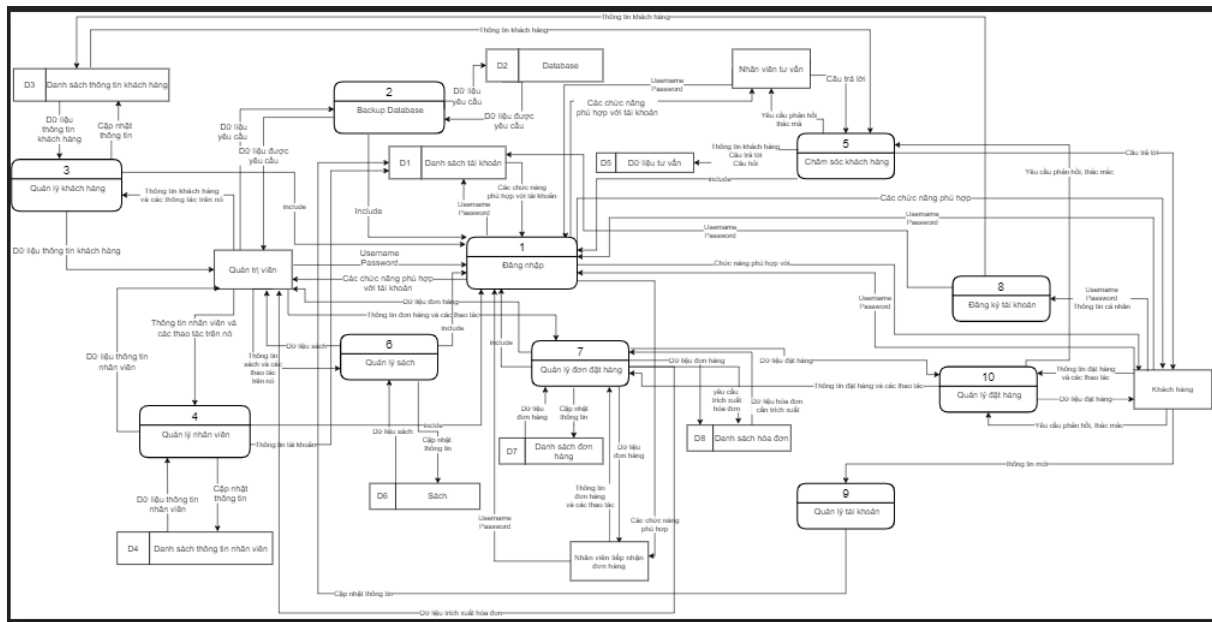 Thông tin khách hàng
Thông tin khách hàng
D3
Danh sách thông tin khách hàng
D2
Database
Nhân viên tư vấn
2
Backup Database
Dữ liệu
yêu cầu
Username
Password
Câu trả lời
Các chức năng
phù hợp với tài khoản
Dữ liệu
thông tin
khách hàng
Cập nhật
thông tin
Dữ liệu
yêu cầu
Dữ liệu được
yêu cầu
Dữ liệu được
yêu cầu
Yêu cầu phản hồi
thắc mắ
5
Chăm sóc khách hàng
3
Quản lý khách hàng
D1
Danh sách tài khoản
D5
Dữ liệu tư vấn
Thông tin khách hàng
Câu trả lời
Câu hỏi
Câu trả lời
Yêu cầu phản hồi, thắc mắc
Include
Thông tin khách hàng
và các thông tác trên nó
Include
Include
Username
Password
Các chức năng
phù hợp với tài khoản
Các chức năng phù hợp
Username
Password
Username
Password
Dữ liệu thông tin khách hàng
Quản trị viên
Username
Password
1
Đăng nhập
Các chức năng phù hợp
với tài khoản
Chức năng phù hợp với
8
Đăng ký tài khoản
Username
Password
Thông tin cá nhân
Username
Password
Dữ liệu đơn hàng
Thông tin đơn hàng và các thao tác
Thông tin nhân viên và
các thao tác trên nó
Dữ liệu thông tin
nhân viên
Thông tin
sách và các
thao tác
trên nó
Dữ liệu sách
6
Quản lý sách
Include
Include
7
Quản lý đơn đặt hàng
Dữ liệu đơn hàng
Dữ liệu đặt hàng
10
Quản lý đặt hàng
Thông tin đặt hàng và các thao tác
Thông tin đặt hàng
và các thao tác
Dữ liệu đặt hàng
Khách hàng
Yêu cầu phản hồi, thắc mắc
4
Quản lý nhân viên
Thông tin tài khoản
Include
Dữ liệu sách
Cập nhật
thông tin
Dữ liệu
đơn hàng
Cập nhật
thông tin
yêu cầu
trích xuất
hóa đơn
Dữ liệu hóa đơn
cần trích xuất
D7
Danh sách đơn
hàng
D8
Danh sách hóa đơn
Dữ liệu
đơn hàng
thông tin mới
Dữ liệu thông tin
nhân viên
Cập nhật
thông tin
D6
Sách
Thông tin
đơn hàng
và các thao tác
9
Quản lý tài khoản
D4
Danh sách thông tin nhân viên
Username
Password
Các chức năng
phù hợp
Nhân viên tiếp nhận
đơn hàng
Cập nhật thông tin
Dữ liệu trích xuất hóa đơn